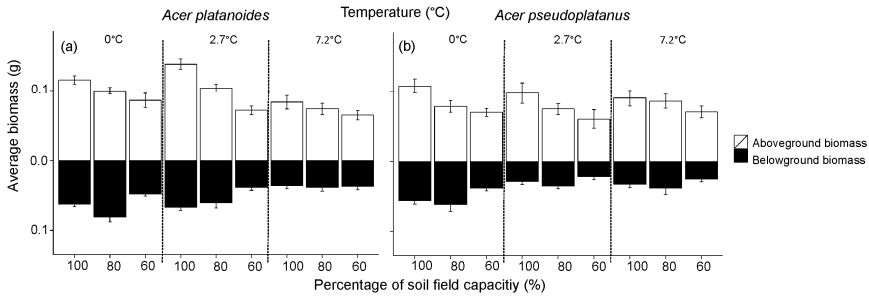 Acer platanoides Temperature (°C) Acer pseudoplatanus
(a) 0°C 2.7°C 7.2°C (b) 0°C 2.7°C 7.2°C
Average biomass (g)
0.1
0.0
0.1
Aboveground biomass
Belowground biomass
100 80 60 100 80 60 100 80 60 100 80 60 100 80 60 100 80 60
Percentage of soil field capacitiy (%)